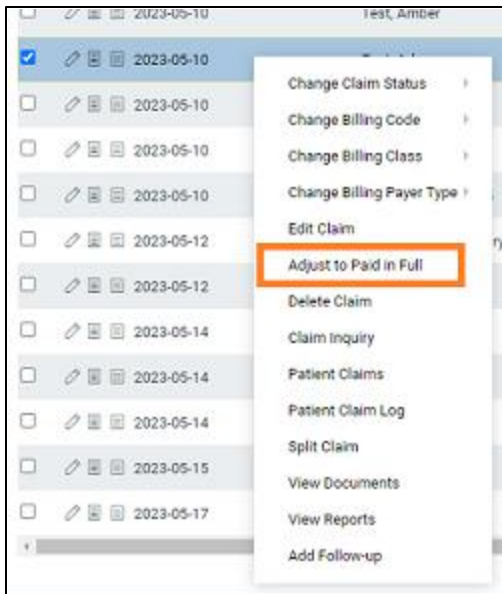 2023-05-10 Test, Amber
2023-05-10
Change Claim Status
2023-05-10
Change Billing Code
2023-05-10
Change Billing Class
2023-05-10
Change Billing Payer Type
Edit Claim
2023-05-12
Adjust to Paid in Full
2023-05-12
Delete Claim
2023-05-14
Claim Inquiry
2023-05-14
Patient Claims
2023-05-14
Patient Claim Log
Split Claim
2023-05-15
View Documents
2023-05-17
View Reports
Add Follow-up